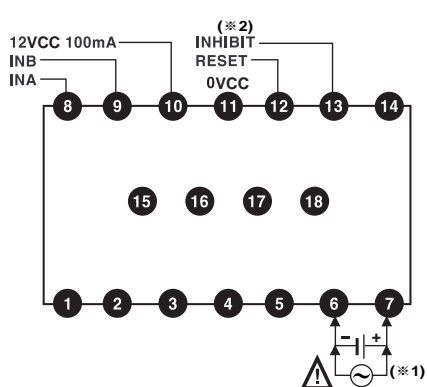 (※2)
12VCC 100mA INHIBIT
INB RESET
INA 0VCC
8 9 10 11 12 13 14
15 16 17 18
1 2 3 4 5 6 7
- +
(※1)